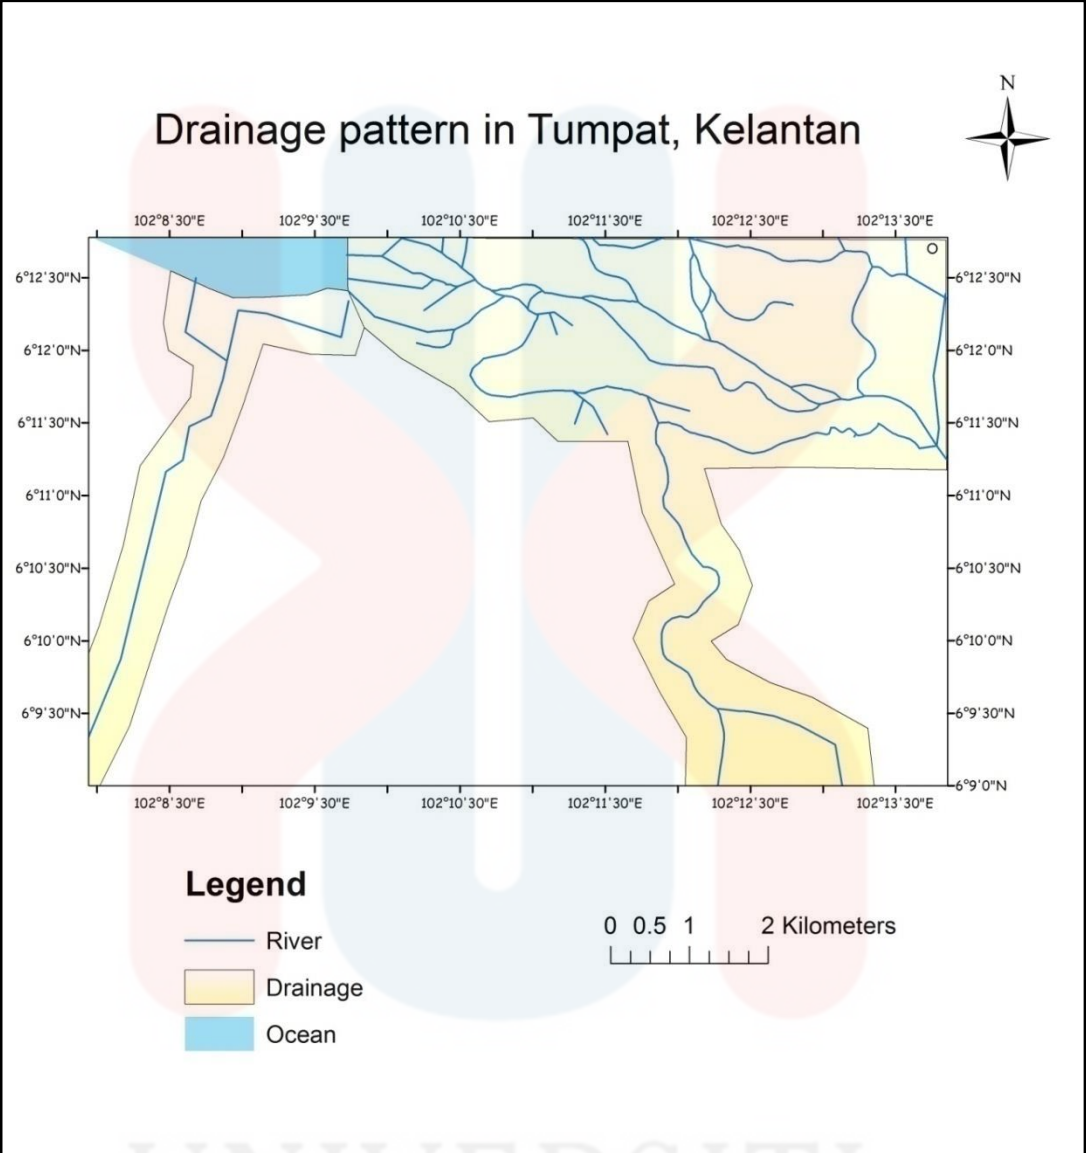 N
Drainage pattern in Tumpat, Kelantan
102°8'30"E 102°9'30"E 102°10'30"E 102°11'30"E 102°12'30"E 102°13'30"E
6°12'30"N 6°12'30"N
6°12'0"N 6°12'0"N
6°11'30"N 6°11'30"N
6°11'0"N 6°11'0"N
6°10'30"N 6°10'30"N
6°10'0"N 6°10'0"N
6°9'30"N 6°9'30"N
6°9'0"N
102°8'30"E 102°9'30"E 102°10'30"E 102°11'30"E 102°12'30"E 102°13'30"E
Legend
River
Drainage
Ocean
0 0.5 1 2 Kilometers
UNIVERSITI